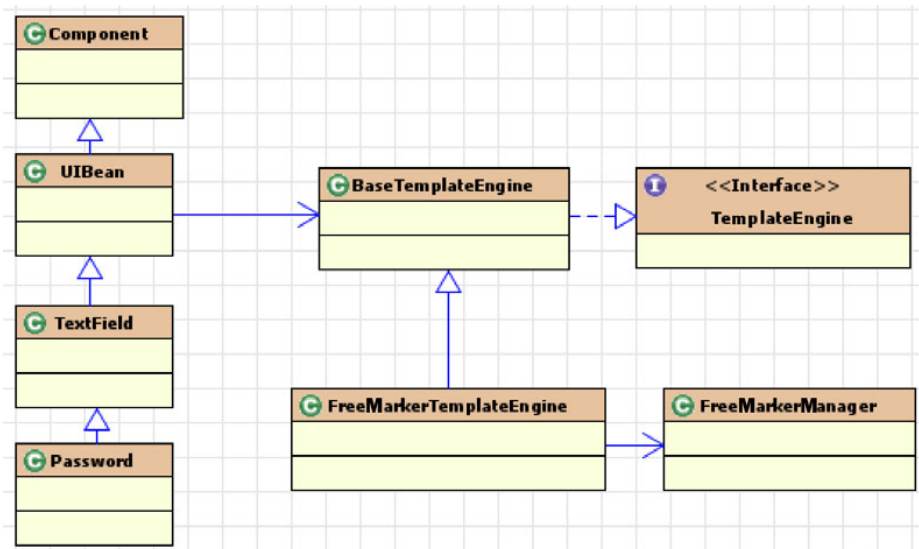 C Component
C UIBean
C BaseTemplateEngine
I <<Interface>>
TemplateEngine
C TextField
C FreeMarkerTemplateEngine
C FreeMarkerManager
C Password